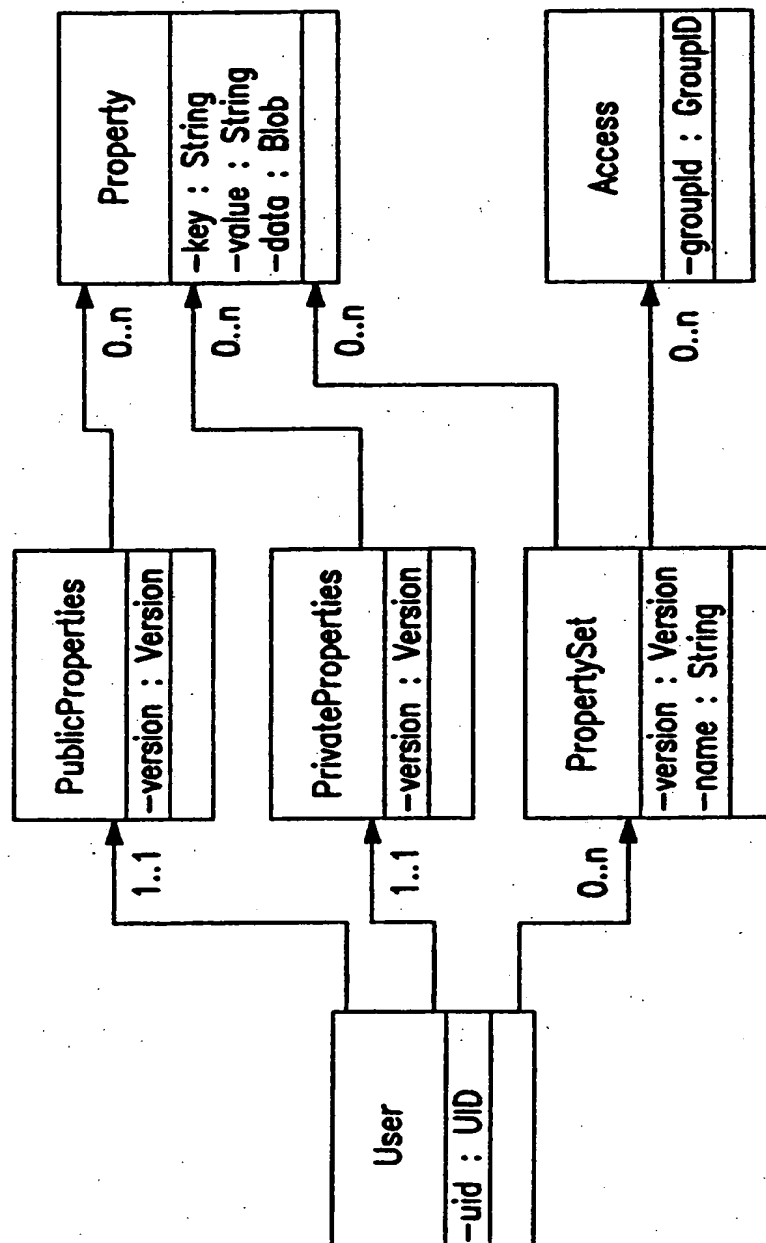 User
-uid : UID
1..1
1..1
0..n
PublicProperties
-version : Version
PrivateProperties
-version : Version
PropertySet
-version : Version
-name : String
0..n
0..n
0..n
0..n
Property
-key : String
-value : String
-data : Blob
Access
-groupId : GroupID